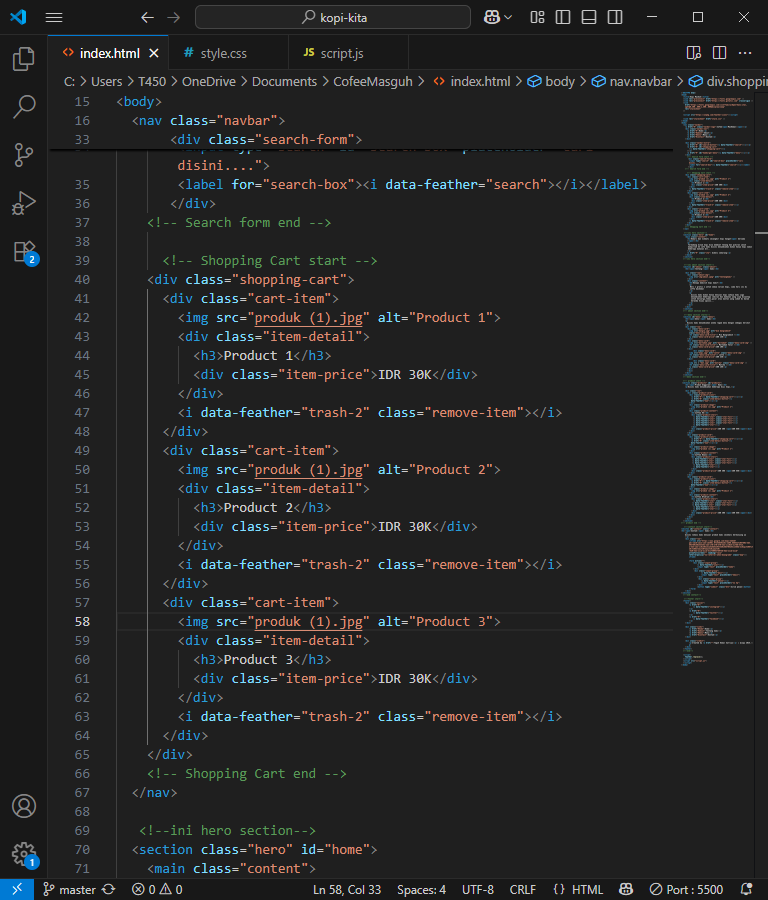 kopi-kita
index.html
style.css
script.js
C: > Users > T450 > OneDrive > Documents > CofeeMasguh > index.html > body > nav.navbar > div.shoppin
15 <body>
16 <nav class="navbar">
33 <div class="search-form">
disini....">
35 <label for="search-box"><i data-feather="search"></i></label>
36 </div>
37 <!-- Search form end -->
38
39 <!-- Shopping Cart start -->
40 <div class="shopping-cart">
41 <div class="cart-item">
42 <img src="produk (1).jpg" alt="Product 1">
43 <div class="item-detail">
44 <h3>Product 1</h3>
45 <div class="item-price">IDR 30K</div>
46 </div>
47 <i data-feather="trash-2" class="remove-item"></i>
48 </div>
49 <div class="cart-item">
50 <img src="produk (1).jpg" alt="Product 2">
51 <div class="item-detail">
52 <h3>Product 2</h3>
53 <div class="item-price">IDR 30K</div>
54 </div>
55 <i data-feather="trash-2" class="remove-item"></i>
56 </div>
57 <div class="cart-item">
58 <img src="produk (1).jpg" alt="Product 3">
59 <div class="item-detail">
60 <h3>Product 3</h3>
61 <div class="item-price">IDR 30K</div>
62 </div>
63 <i data-feather="trash-2" class="remove-item"></i>
64 </div>
65 </div>
66 <!-- Shopping Cart end -->
67 </nav>
68
69 <!--ini hero section-->
70 <section class="hero" id="home">
71 <main class="content">
2
1
master 0 0 Ln 58, Col 33 Spaces: 4 UTF-8 CRLF {} HTML Port : 5500